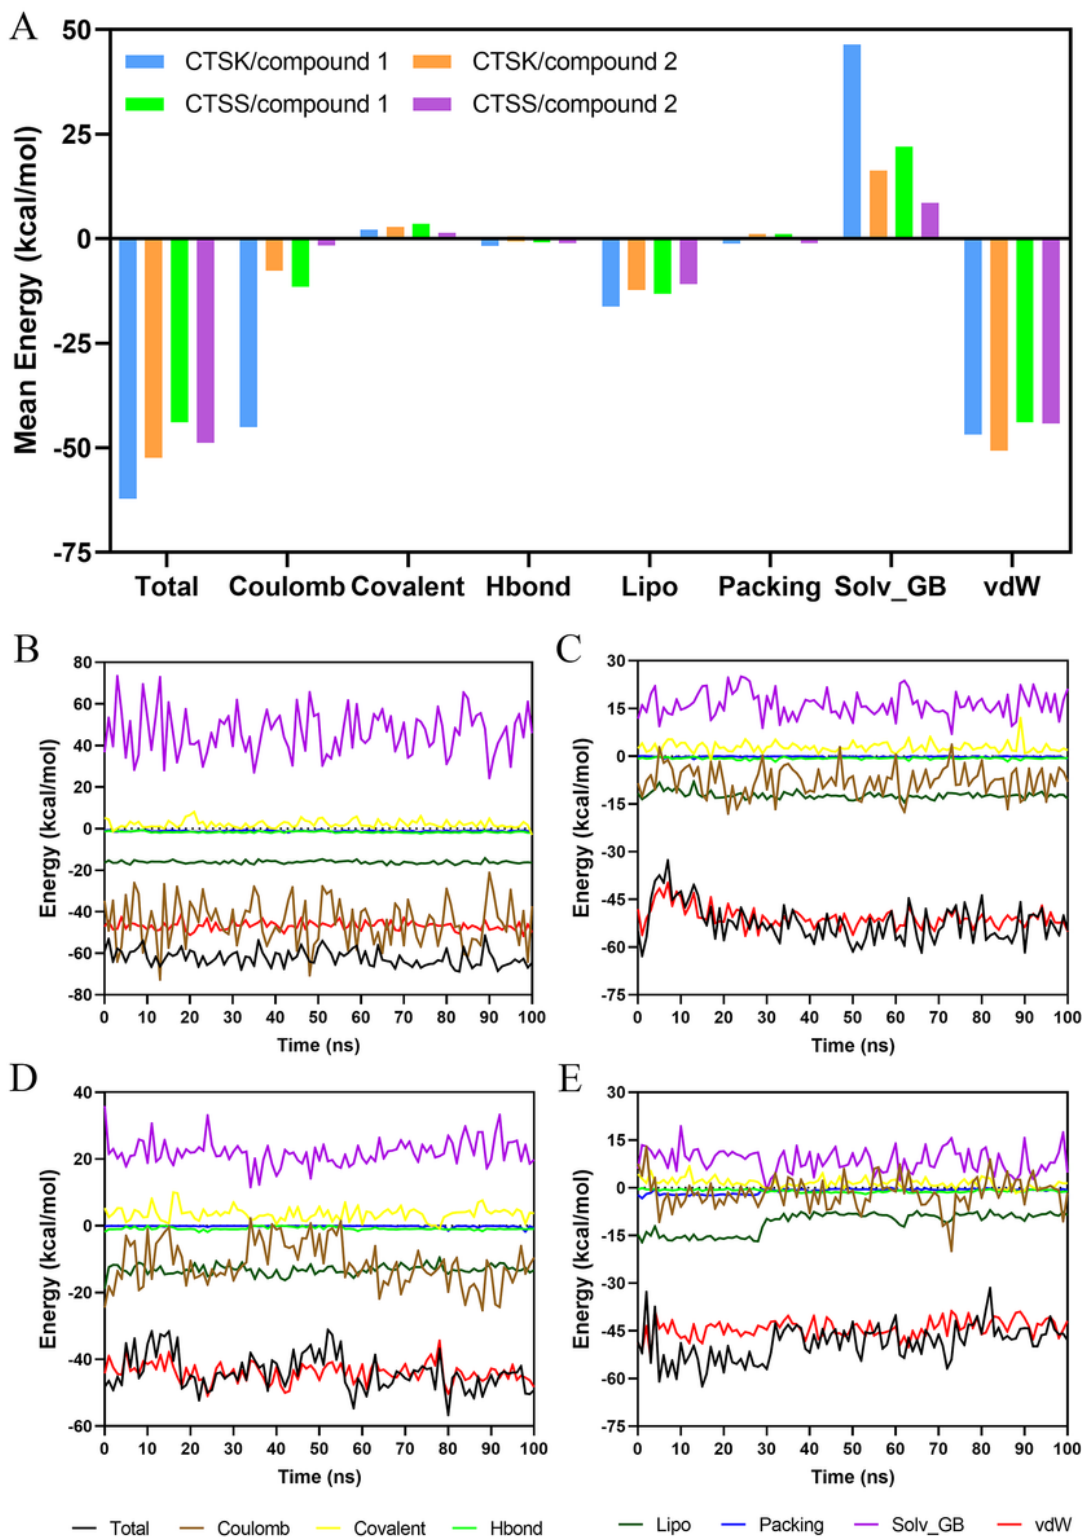 A
50
25
0
-25
-50
-75
Mean Energy (kcal/mol)
CTSK/compound 1
CTSK/compound 2
CTSS/compound 1
CTSS/compound 2
Total Coulomb Covalent Hbond Lipo Packing Solv_GB vdW
B
80
60
40
20
0
-20
-40
-60
-80
Energy (kcal/mol)
0 10 20 30 40 50 60 70 80 90 100
Time (ns)
C
30
15
0
-15
-30
-45
-60
-75
Energy (kcal/mol)
0 10 20 30 40 50 60 70 80 90 100
Time (ns)
D
40
20
0
-20
-40
-60
Energy (kcal/mol)
0 10 20 30 40 50 60 70 80 90 100
Time (ns)
E
30
15
0
-15
-30
-45
-60
-75
Energy (kcal/mol)
0 10 20 30 40 50 60 70 80 90 100
Time (ns)
Total Coulomb Covalent Hbond Lipo Packing Solv_GB vdW